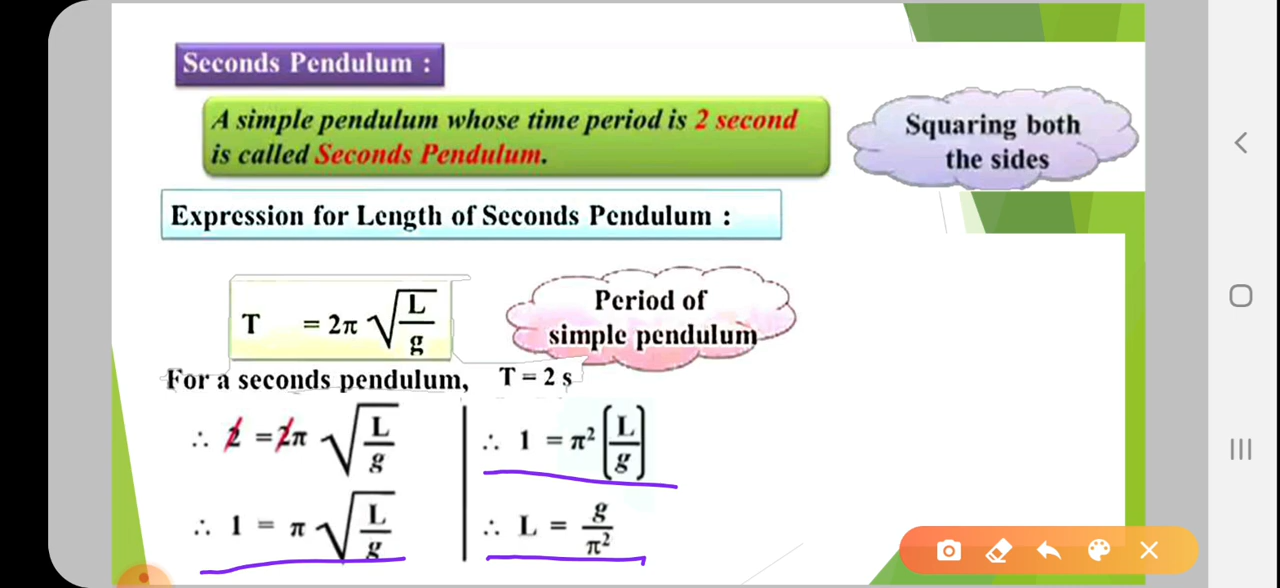 Seconds Pendulum :
A simple pendulum whose time period is 2 second
is called Seconds Pendulum.
Squaring both
the sides
Expression for Length of Seconds Pendulum :
T = 2π √(L/g)
Period of
simple pendulum
For a seconds pendulum, T = 2 s
∴ 2 = 2π √(L/g)
∴ 1 = π √(L/g)
∴ 1 = π² (L/g)
∴ L = g/π²